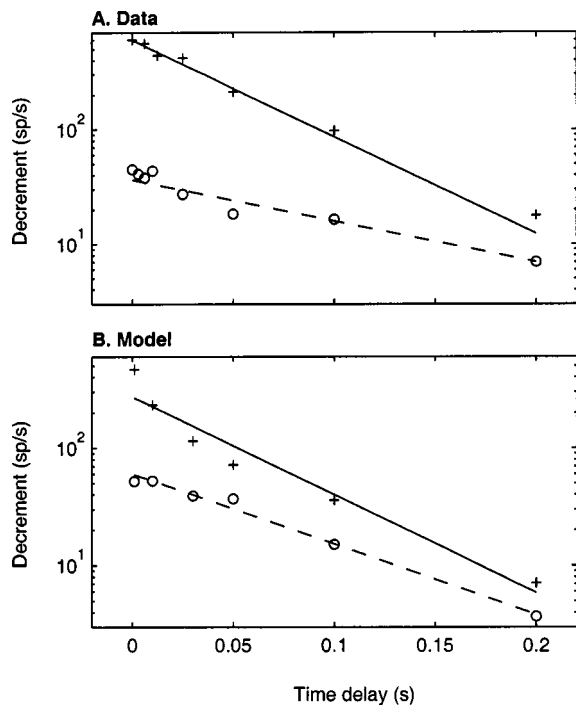 A. Data
Decrement (sp/s)
10^2
10^1
B. Model
Decrement (sp/s)
10^2
10^1
0 0.05 0.1 0.15 0.2
Time delay (s)